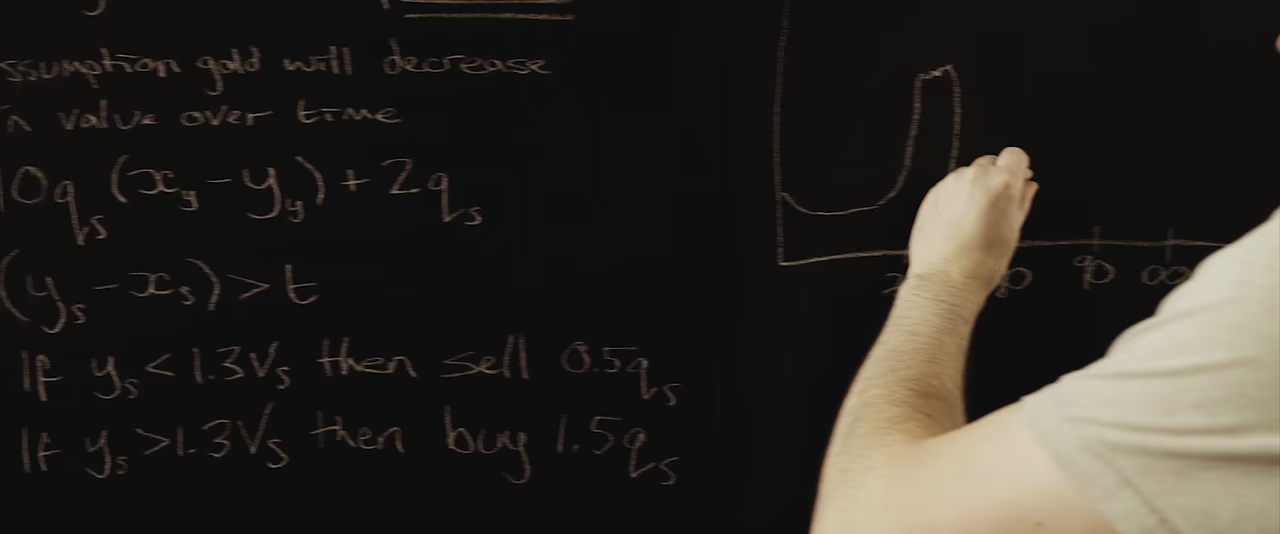 ssumption gold will decrease
n value over time
10q_s (x_y - y_y) + 2q_s
(y_s - x_s) > t
If y_s < 1.3V_s then sell 0.5q_s
If y_s > 1.3V_s then buy 1.5q_s
90 00